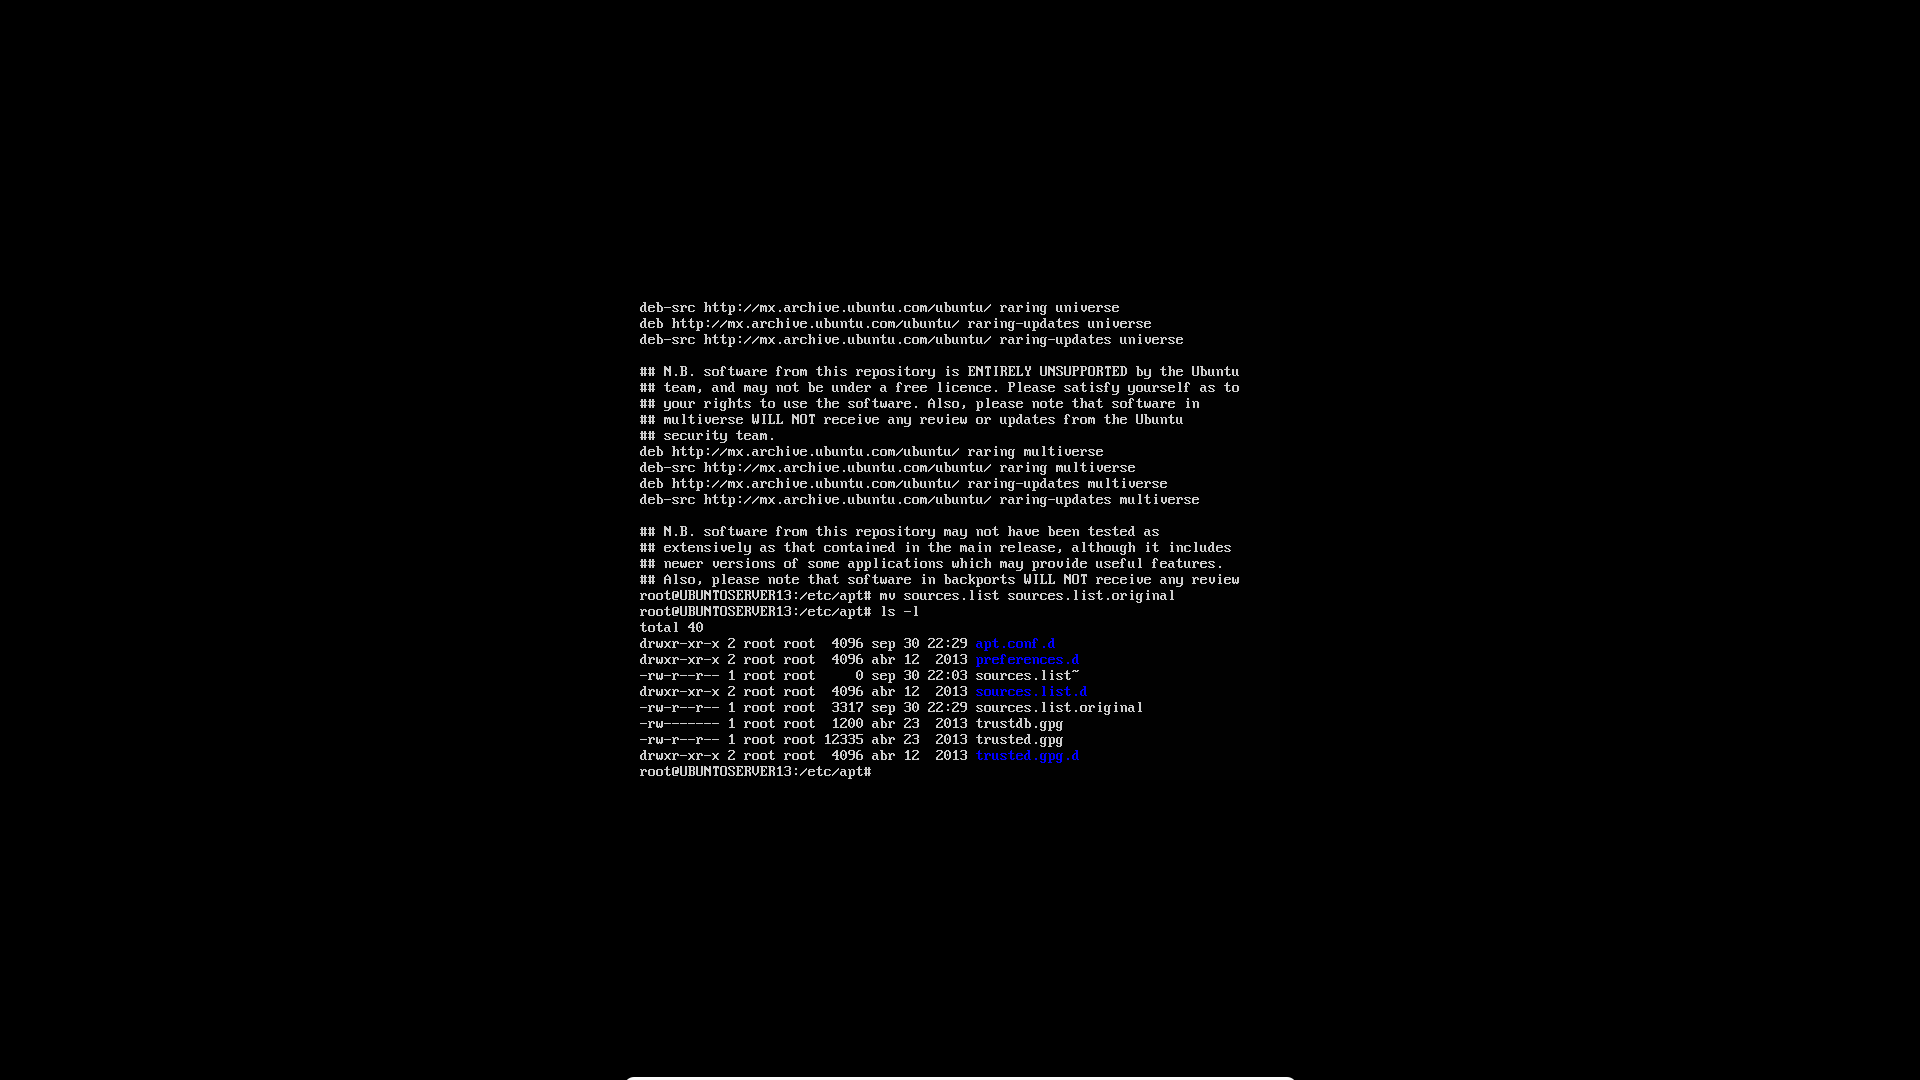 deb-src http://mx.archive.ubuntu.com/ubuntu/ raring universe
deb http://mx.archive.ubuntu.com/ubuntu/ raring-updates universe
deb-src http://mx.archive.ubuntu.com/ubuntu/ raring-updates universe
## N.B. software from this repository is ENTIRELY UNSUPPORTED by the Ubuntu
## team, and may not be under a free licence. Please satisfy yourself as to
## your rights to use the software. Also, please note that software in
## multiverse WILL NOT receive any review or updates from the Ubuntu
## security team.
deb http://mx.archive.ubuntu.com/ubuntu/ raring multiverse
deb-src http://mx.archive.ubuntu.com/ubuntu/ raring multiverse
deb http://mx.archive.ubuntu.com/ubuntu/ raring-updates multiverse
deb-src http://mx.archive.ubuntu.com/ubuntu/ raring-updates multiverse
## N.B. software from this repository may not have been tested as
## extensively as that contained in the main release, although it includes
## newer versions of some applications which may provide useful features.
## Also, please note that software in backports WILL NOT receive any review
root@UBUNTOSERVER13:/etc/apt# mv sources.list sources.list.original
root@UBUNTOSERVER13:/etc/apt# ls -l
total 40
drwxr-xr-x 2 root root  4096 sep 30 22:29 apt.conf.d
drwxr-xr-x 2 root root  4096 abr 12  2013 preferences.d
-rw-r--r-- 1 root root     0 sep 30 22:03 sources.list~
drwxr-xr-x 2 root root  4096 abr 12  2013 sources.list.d
-rw-r--r-- 1 root root  3317 sep 30 22:29 sources.list.original
-rw------- 1 root root  1200 abr 23  2013 trustdb.gpg
-rw-r--r-- 1 root root 12335 abr 23  2013 trusted.gpg
drwxr-xr-x 2 root root  4096 abr 12  2013 trusted.gpg.d
root@UBUNTOSERVER13:/etc/apt#